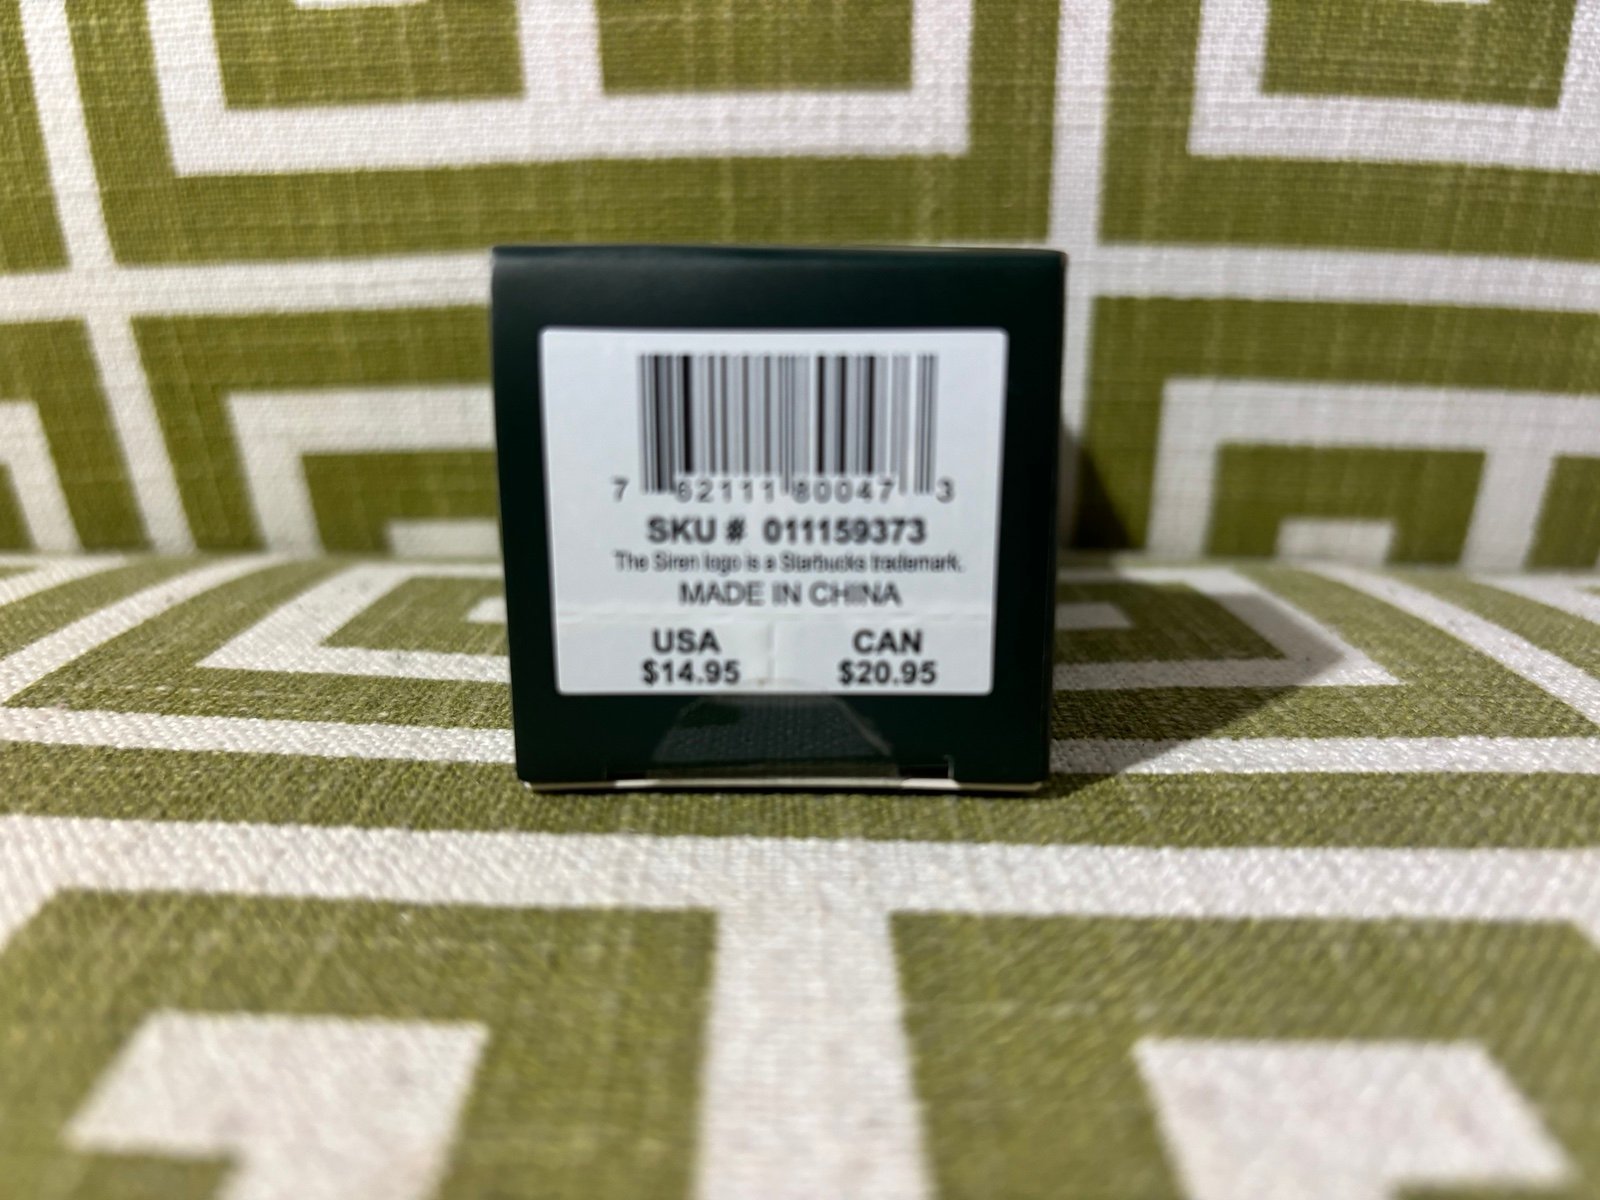 7 62111 80047 3
SKU # 011159373
The Siren logo is a Starbucks trademark.
MADE IN CHINA
USA CAN
$14.95 $20.95